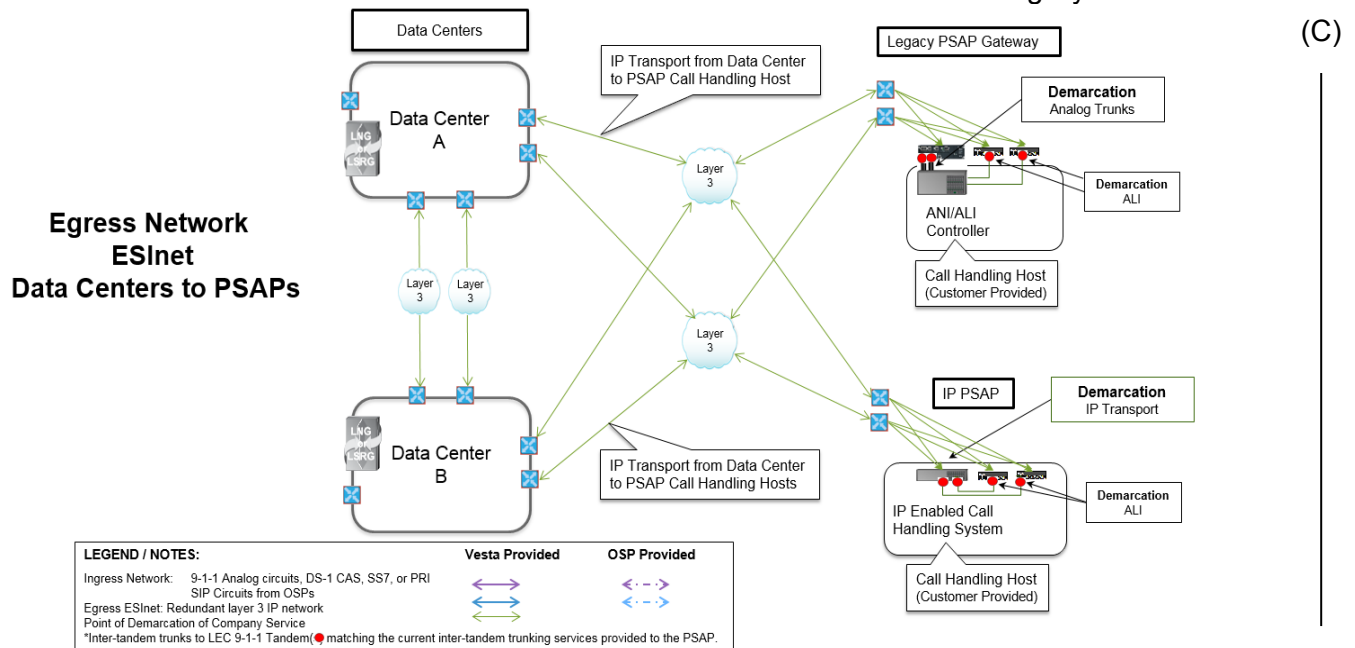 (C)
Data Centers
Legacy PSAP Gateway
IP Transport from Data Center
to PSAP Call Handling Host
Demarcation
Analog Trunks
Data Center
A
LNG
LSRG
Layer
3
Demarcation
ALI
ANI/ALI
Controller
Egress Network
ESInet
Data Centers to PSAPs
Layer
3
Layer
3
Call Handling Host
(Customer Provided)
Layer
3
IP PSAP
Demarcation
IP Transport
Data Center
B
LNG
LSRG
IP Transport from Data Center
to PSAP Call Handling Hosts
Demarcation
ALI
IP Enabled Call
Handling System
Call Handling Host
(Customer Provided)
LEGEND / NOTES: Vesta Provided OSP Provided
Ingress Network: 9-1-1 Analog circuits, DS-1 CAS, SS7, or PRI
SIP Circuits from OSPs
Egress ESInet: Redundant layer 3 IP network
Point of Demarcation of Company Service
*Inter-tandem trunks to LEC 9-1-1 Tandem( ) matching the current inter-tandem trunking services provided to the PSAP.